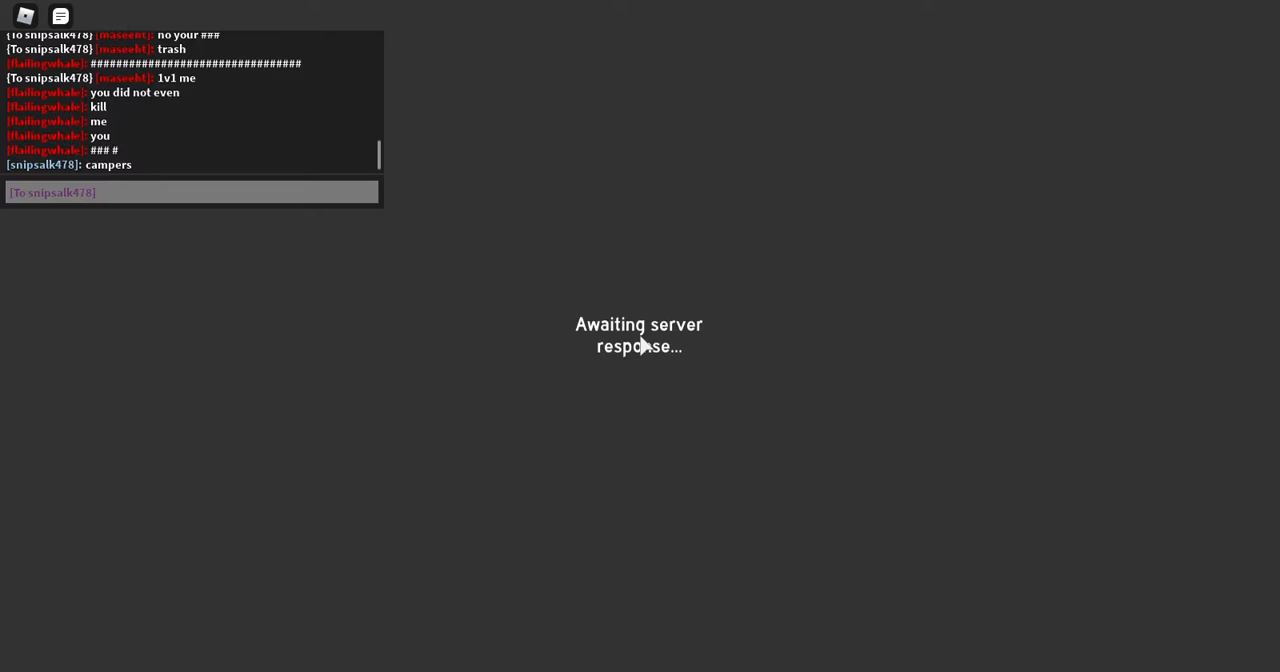 {To snipsalk478} [maseeht]: no your ###
{To snipsalk478} [maseeht]: trash
[flailingwhale]: #################################
{To snipsalk478} [maseeht]: 1v1 me
[flailingwhale]: you did not even
[flailingwhale]: kill
[flailingwhale]: me
[flailingwhale]: you
[flailingwhale]: ### #
[snipsalk478]: campers
[To snipsalk478]
Awaiting server
response...